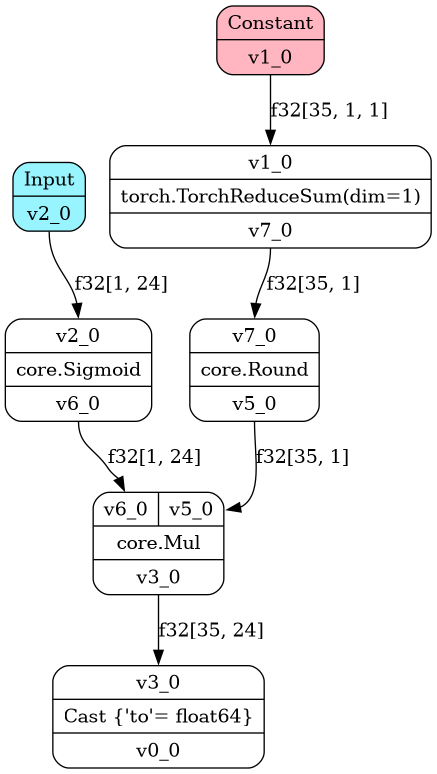 Constant
v1_0
f32[35, 1, 1]
v1_0
torch.TorchReduceSum(dim=1)
v7_0
Input
v2_0
f32[1, 24]
f32[35, 1]
v2_0
core.Sigmoid
v6_0
v7_0
core.Round
v5_0
f32[1, 24]
f32[35, 1]
v6_0
v5_0
core.Mul
v3_0
f32[35, 24]
v3_0
Cast {'to'= float64}
v0_0